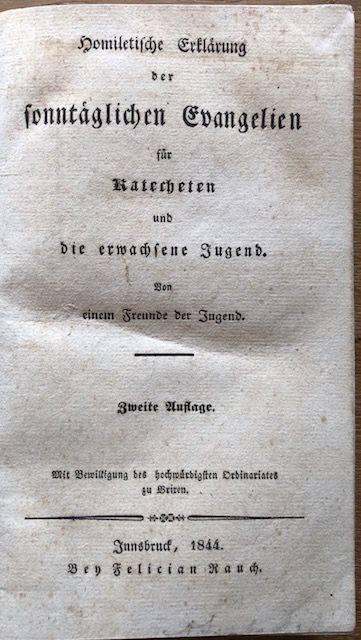 Homiletische Erklärung
der
sonntäglichen Evangelien
für
Katecheten
und
die erwachsene Jugend.
Von
einem Freunde der Jugend.
Zweite Auflage.
Mit Bewilligung des hochwürdigsten Ordinariates
zu Brixen.
Innsbruck, 1844.
Bey Felician Rauch.